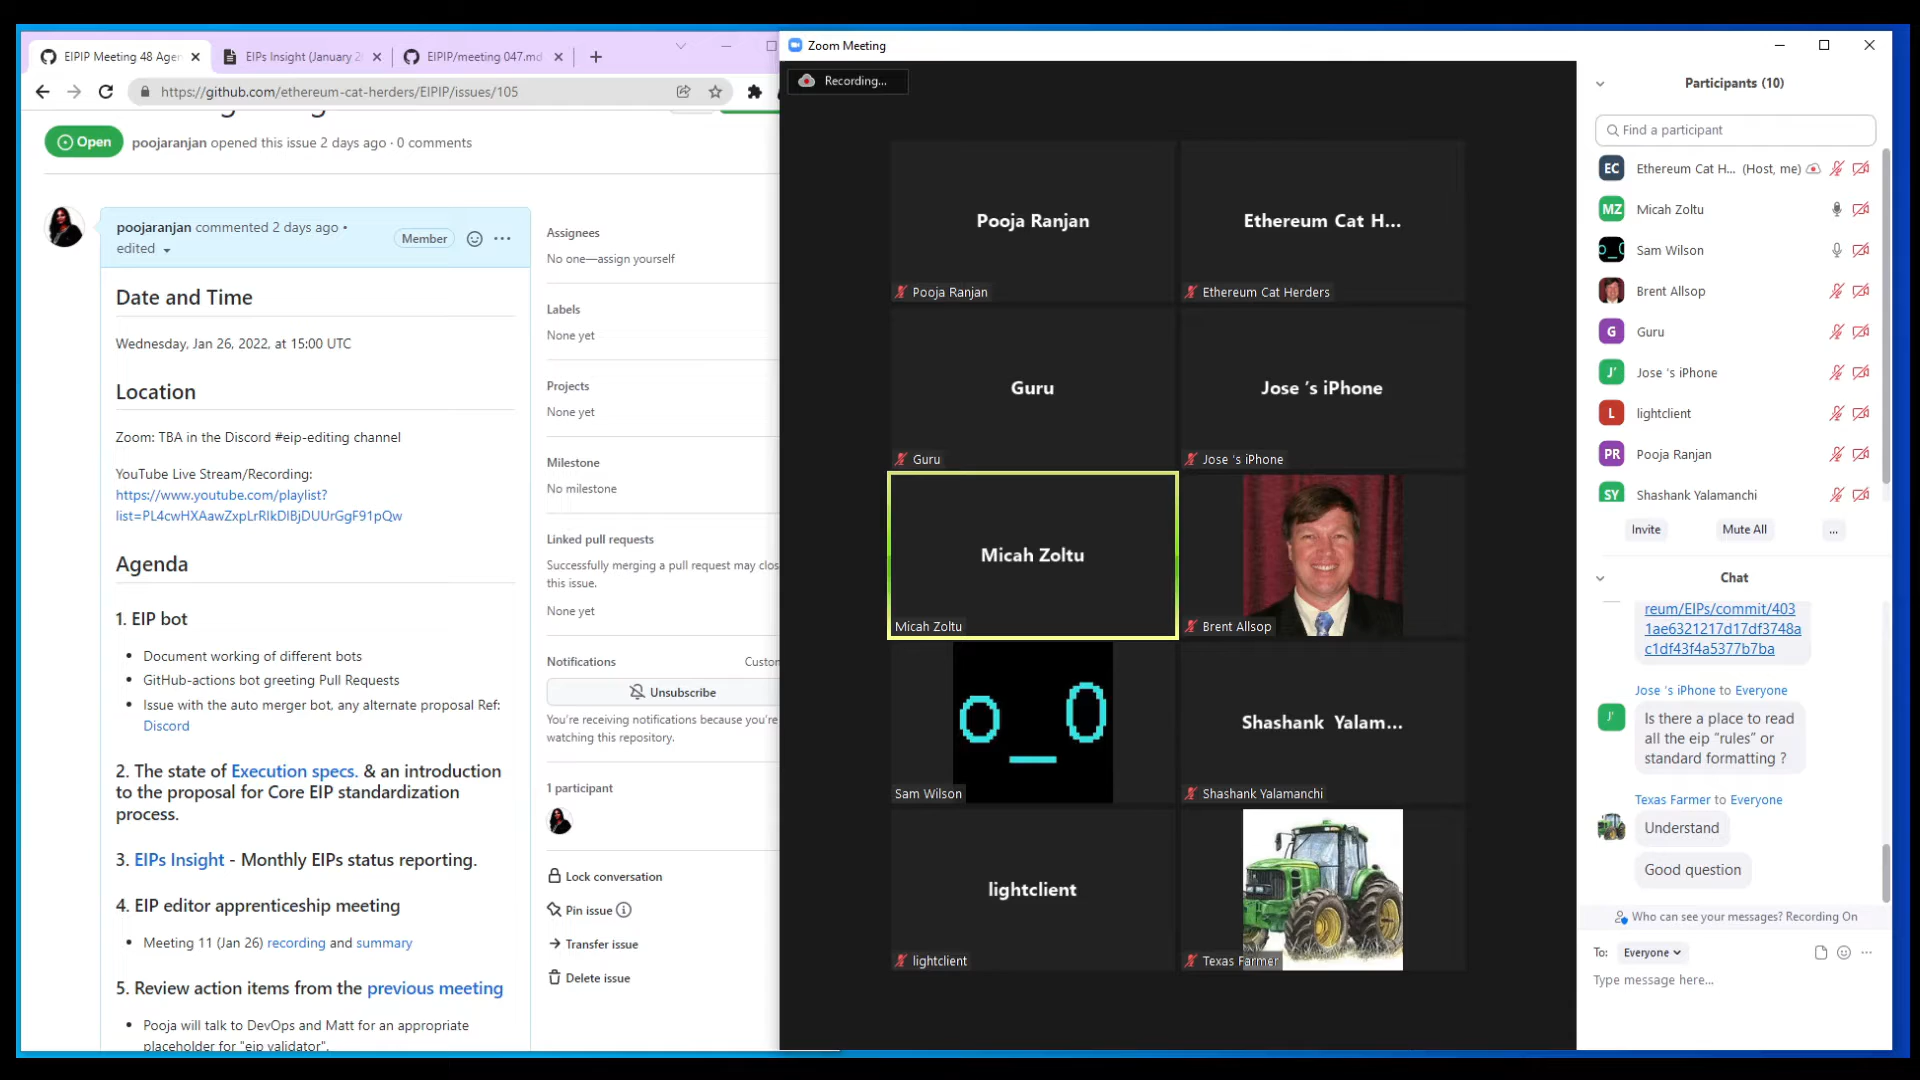 EIPIP Meeting 48 Agen
EIPs Insight (January 2
EIPIP/meeting 047.md
https://github.com/ethereum-cat-herders/EIPIP/issues/105
Open
poojaranjan opened this issue 2 days ago · 0 comments
poojaranjan commented 2 days ago •
edited
Member
Date and Time
Wednesday, Jan 26, 2022, at 15:00 UTC
Location
Zoom: TBA in the Discord #eip-editing channel
YouTube Live Stream/Recording:
https://www.youtube.com/playlist?
list=PL4cwHXAawZxpLrRIkDlBjDUUrGgF91pQw
Agenda
1. EIP bot
• Document working of different bots
• GitHub-actions bot greeting Pull Requests
• Issue with the auto merger bot, any alternate proposal Ref:
Discord
2. The state of Execution specs. & an introduction
to the proposal for Core EIP standardization
process.
3. EIPs Insight - Monthly EIPs status reporting.
4. EIP editor apprenticeship meeting
• Meeting 11 (Jan 26) recording and summary
5. Review action items from the previous meeting
• Pooja will talk to DevOps and Matt for an appropriate
placeholder for "eip validator".
Assignees
No one—assign yourself
Labels
None yet
Projects
None yet
Milestone
No milestone
Linked pull requests
Successfully merging a pull request may clos
this issue.
None yet
Notifications
Custom
Unsubscribe
You're receiving notifications because you're
watching this repository.
1 participant
Lock conversation
Pin issue
Transfer issue
Delete issue
Zoom Meeting
Recording...
Pooja Ranjan
Pooja Ranjan
Ethereum Cat H...
Ethereum Cat Herders
Guru
Guru
Jose 's iPhone
Jose 's iPhone
Micah Zoltu
Micah Zoltu
Brent Allsop
Sam Wilson
Shashank Yalam...
Shashank Yalamanchi
lightclient
lightclient
Texas Farmer
Participants (10)
Find a participant
EC Ethereum Cat H... (Host, me)
MZ Micah Zoltu
Sam Wilson
Brent Allsop
G Guru
J' Jose 's iPhone
L lightclient
PR Pooja Ranjan
SY Shashank Yalamanchi
Invite
Mute All
...
Chat
reum/EIPs/commit/403
1ae6321217d17df3748a
c1df43f4a5377b7ba
Jose 's iPhone to Everyone
J'
Is there a place to read
all the eip "rules" or
standard formatting ?
Texas Farmer to Everyone
Understand
Good question
Who can see your messages? Recording On
To: Everyone
Type message here...